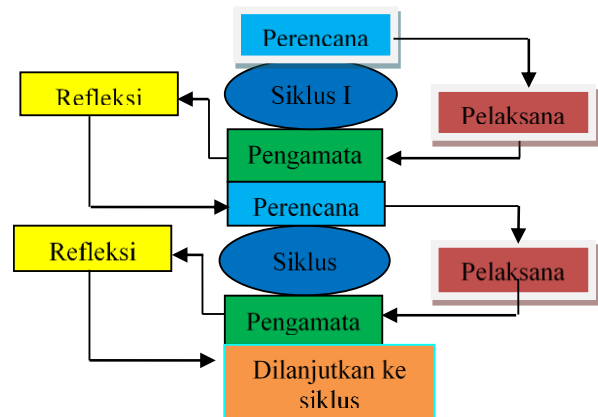 Perencana
Siklus I
Refleksi
Pelaksana
Pengamata
Perencana
Refleksi
Siklus
Pelaksana
Pengamata
Dilanjutkan ke
siklus